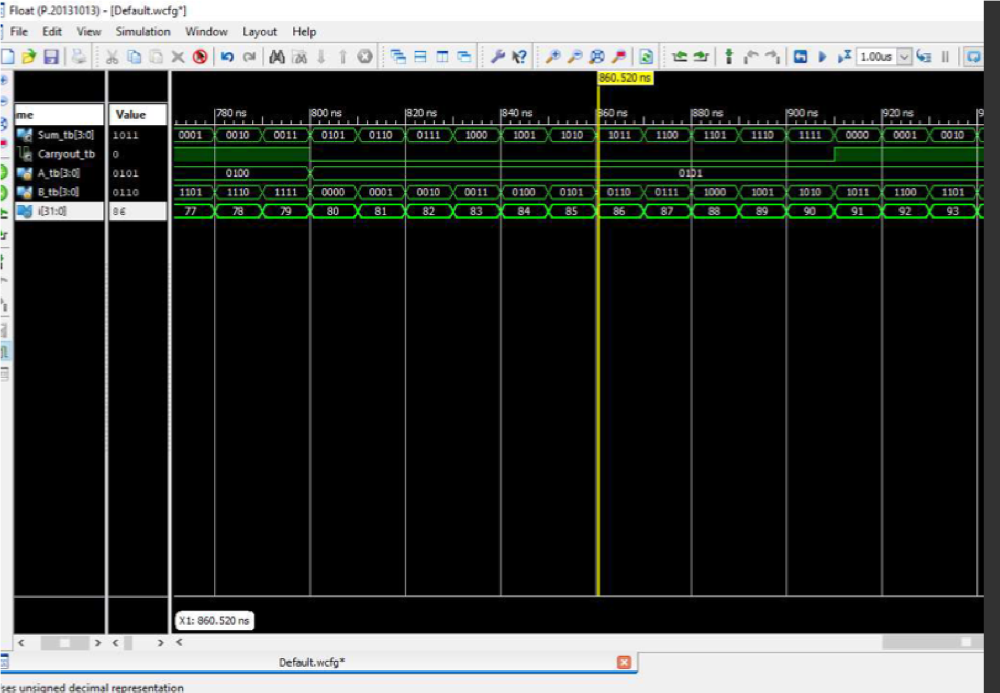 Float (P.20131013) - [Default.wcfg*]
File Edit View Simulation Window Layout Help
1.00us
860.520 ns
me Value 780 ns 800 ns 820 ns 840 ns 860 ns 880 ns 900 ns 920 ns 9
Sum_tb[3:0] 1011 0001 0010 0011 0101 0110 0111 1000 1001 1010 1011 1100 1101 1110 1111 0000 0001 0010
Carryout_tb 0
A_tb[3:0] 0101 0100 0101
B_tb[3:0] 0110 1101 1110 1111 0000 0001 0010 0011 0100 0101 0110 0111 1000 1001 1010 1011 1100 1101
i[31:0] 86 77 78 79 80 81 82 83 84 85 86 87 88 89 90 91 92 93
X1: 860.520 ns
Default.wcfg*
ses unsigned decimal representation